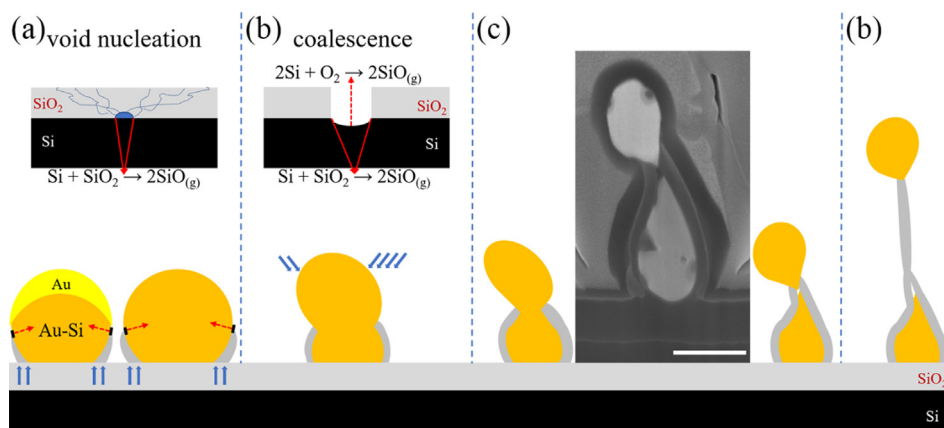 (a) void nucleation
SiO₂
Si
Si + SiO₂ → 2SiO(g)
Au
Au-Si
(b) coalescence
2Si + O₂ → 2SiO(g)
SiO₂
Si
Si + SiO₂ → 2SiO(g)
(c)
(b)
SiO₂
Si